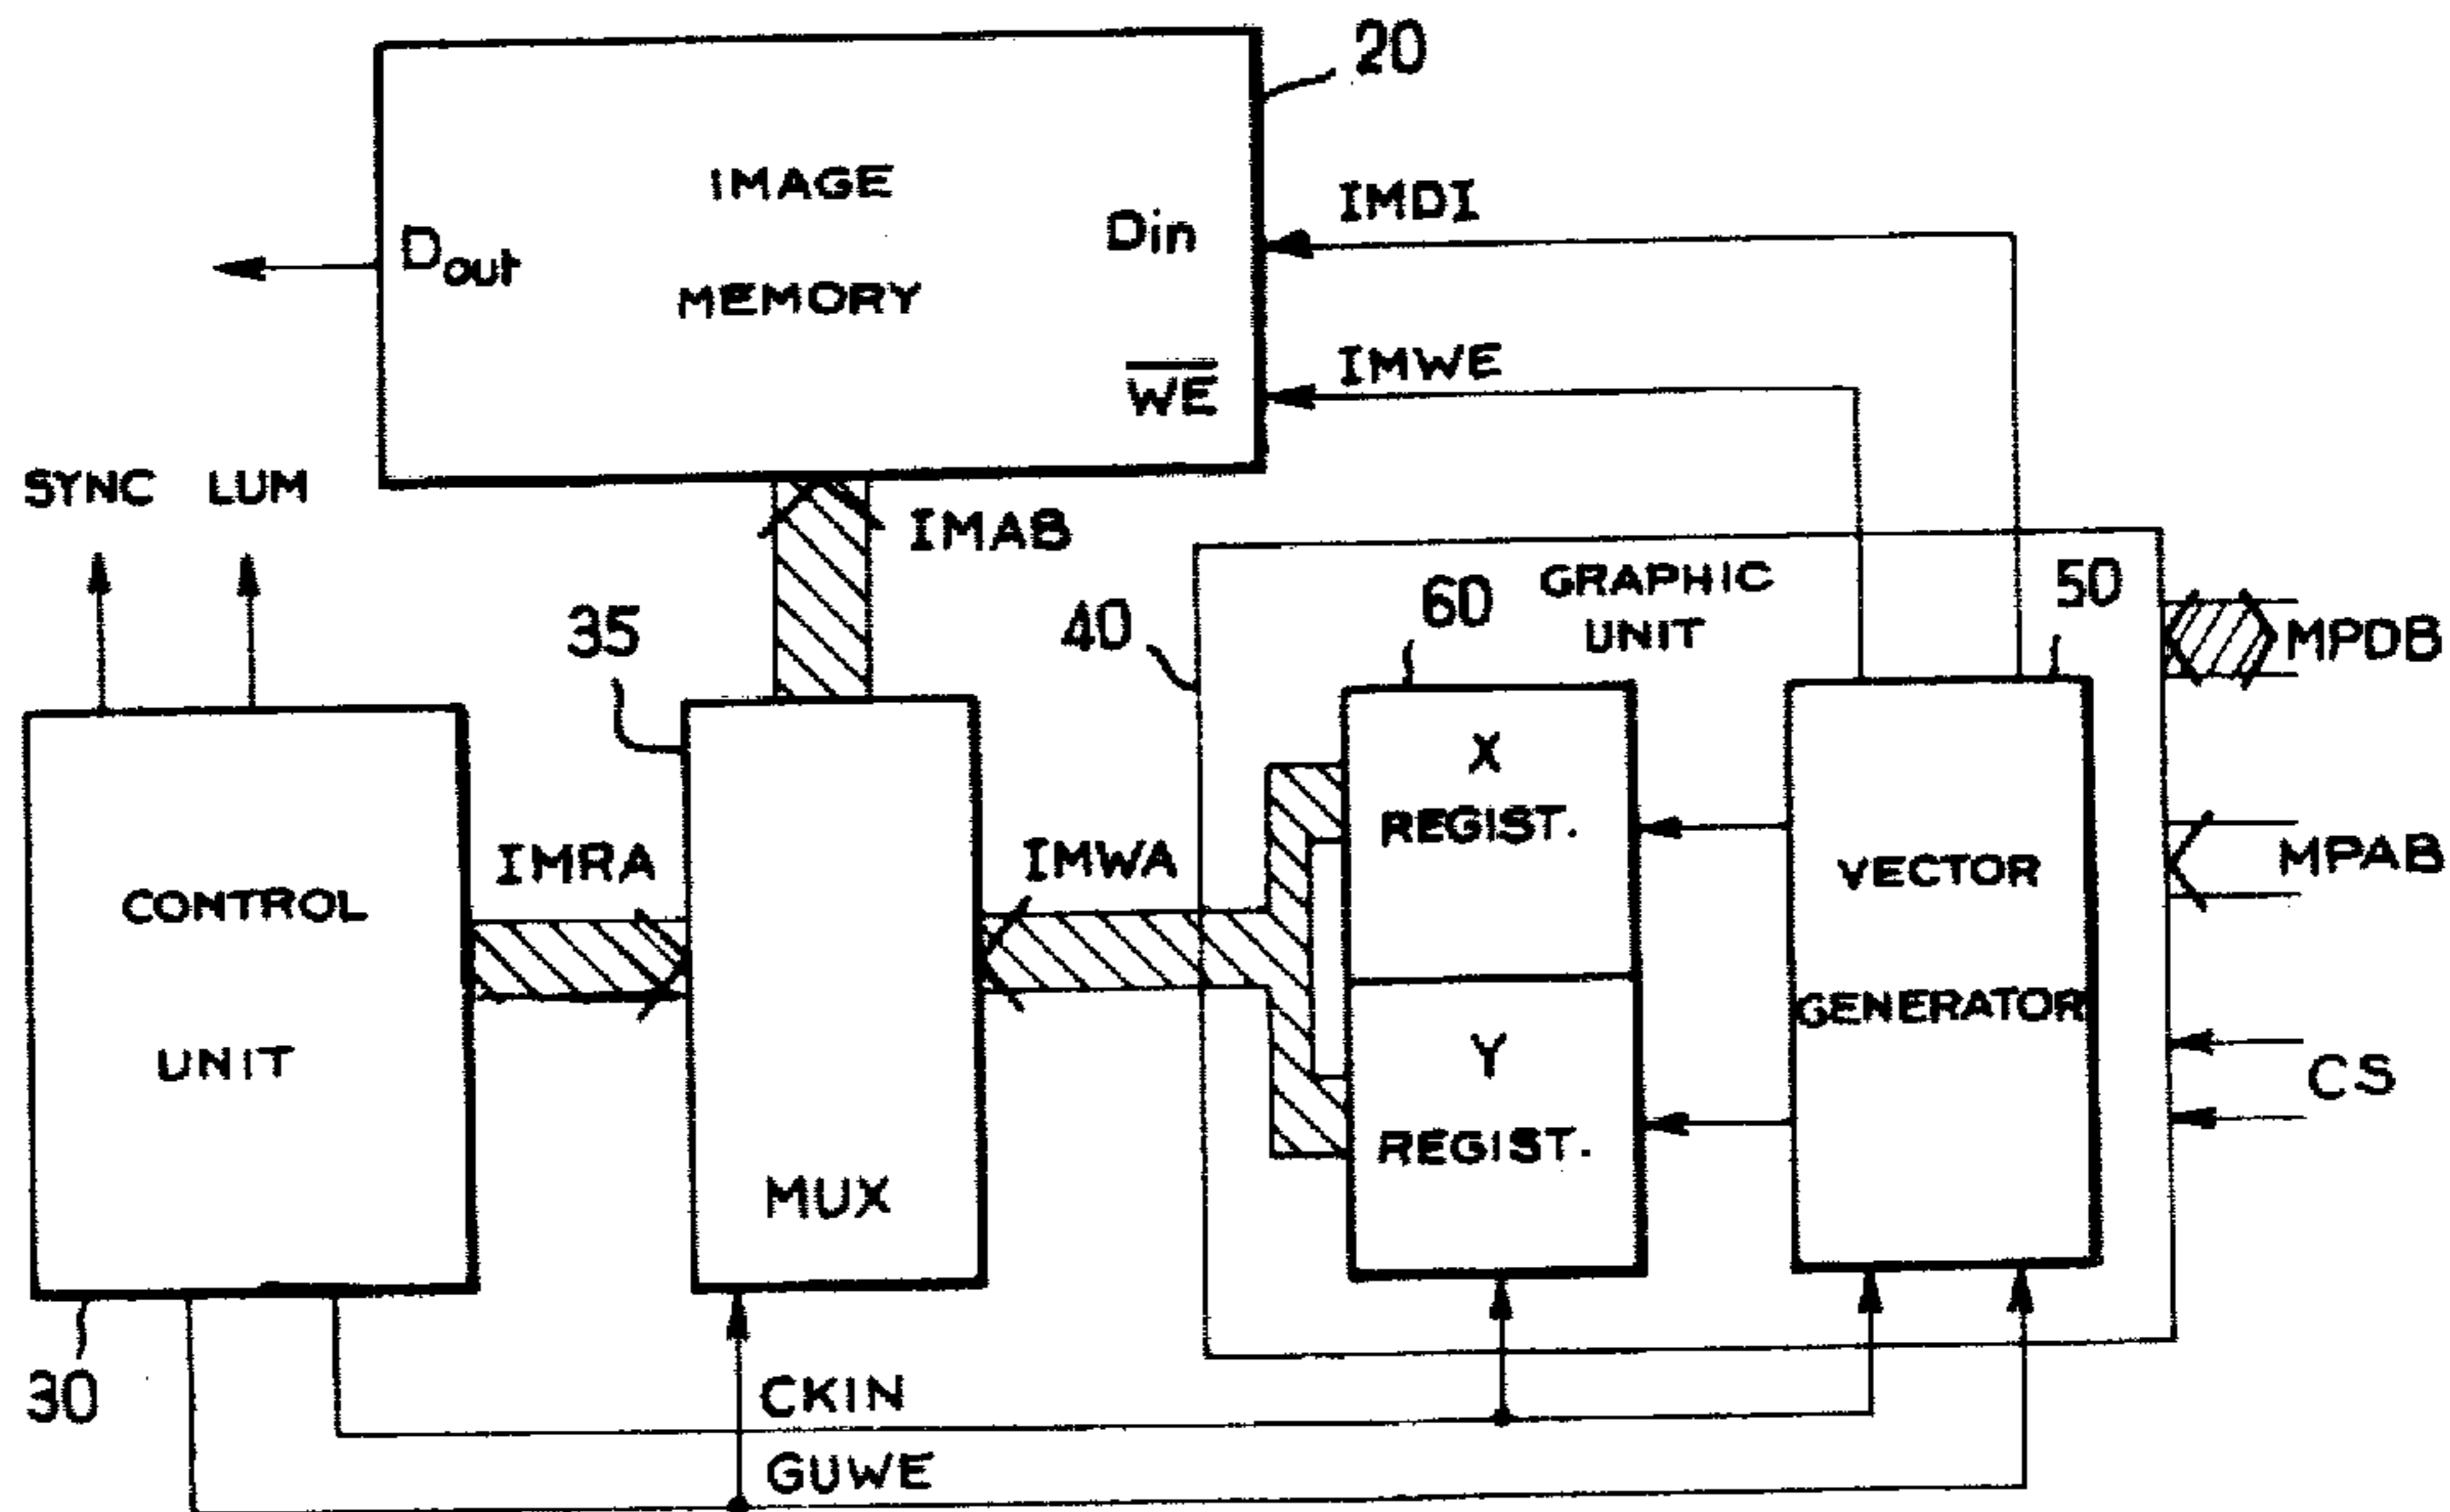 20
IMAGE
MEMORY
Dout
Din
WE
IMDI
IMWE
SYNC
LUM
IMAB
35
40
60
GRAPHIC
UNIT
50
MPDB
X
REGIST.
CONTROL
UNIT
IMRA
IMWA
VECTOR
GENERATOR
MPAB
Y
REGIST.
CS
MUX
30
CKIN
GUWE